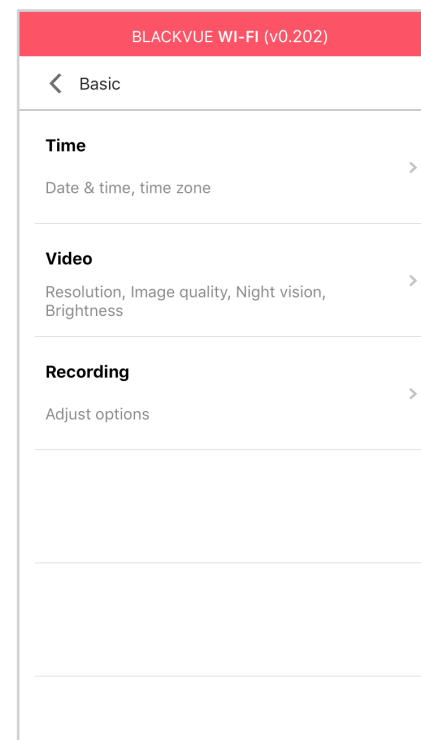 BLACKVUE WI-FI (v0.202)
Basic
Time
Date & time, time zone
Video
Resolution, Image quality, Night vision,
Brightness
Recording
Adjust options